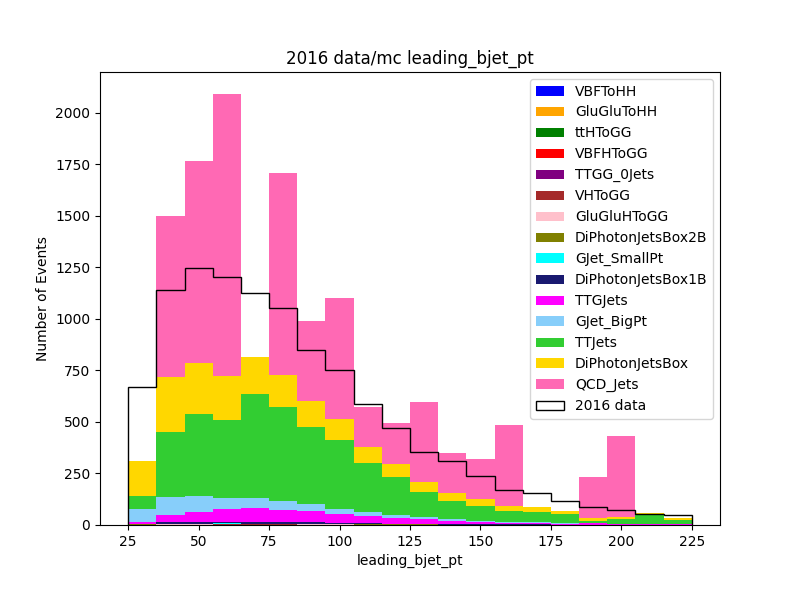 2016 data/mc leading_bjet_pt
VBFToHH
GluGluToHH
ttHToGG
VBFHToGG
TTGG_0Jets
VHToGG
GluGluHToGG
DiPhotonJetsBox2B
GJet_SmallPt
DiPhotonJetsBox1B
TTGJets
GJet_BigPt
TTJets
DiPhotonJetsBox
QCD_Jets
2016 data
Number of Events
2000
1750
1500
1250
1000
750
500
250
0
25 50 75 100 125 150 175 200 225
leading_bjet_pt